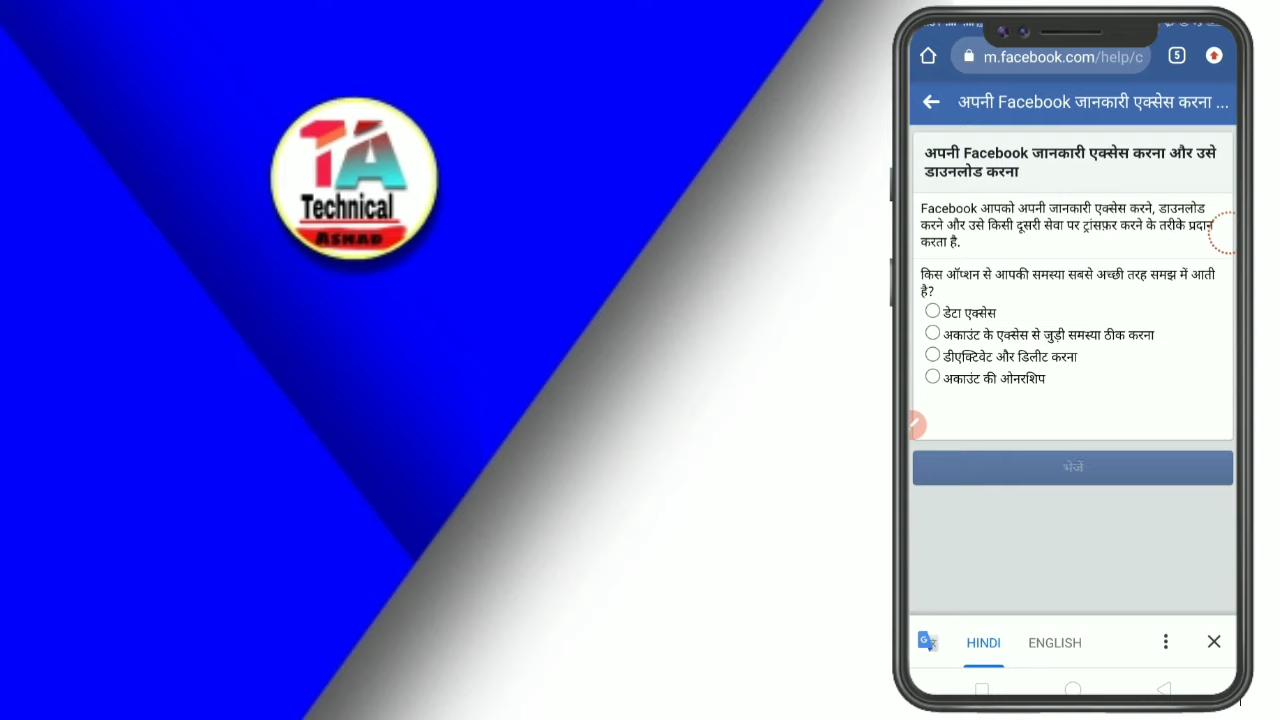 TA
Technical
ASHAD
m.facebook.com/help/c
5
अपनी Facebook जानकारी एक्सेस करना ...
अपनी Facebook जानकारी एक्सेस करना और उसे
डाउनलोड करना
Facebook आपको अपनी जानकारी एक्सेस करने, डाउनलोड
करने और उसे किसी दूसरी सेवा पर ट्रांसफ़र करने के तरीके प्रदान
करता है.
किस ऑप्शन से आपकी समस्या सबसे अच्छी तरह समझ में आती
है?
डेटा एक्सेस
अकाउंट के एक्सेस से जुड़ी समस्या ठीक करना
डीएक्टिवेट और डिलीट करना
अकाउंट की ओनरशिप
भेजें
HINDI ENGLISH